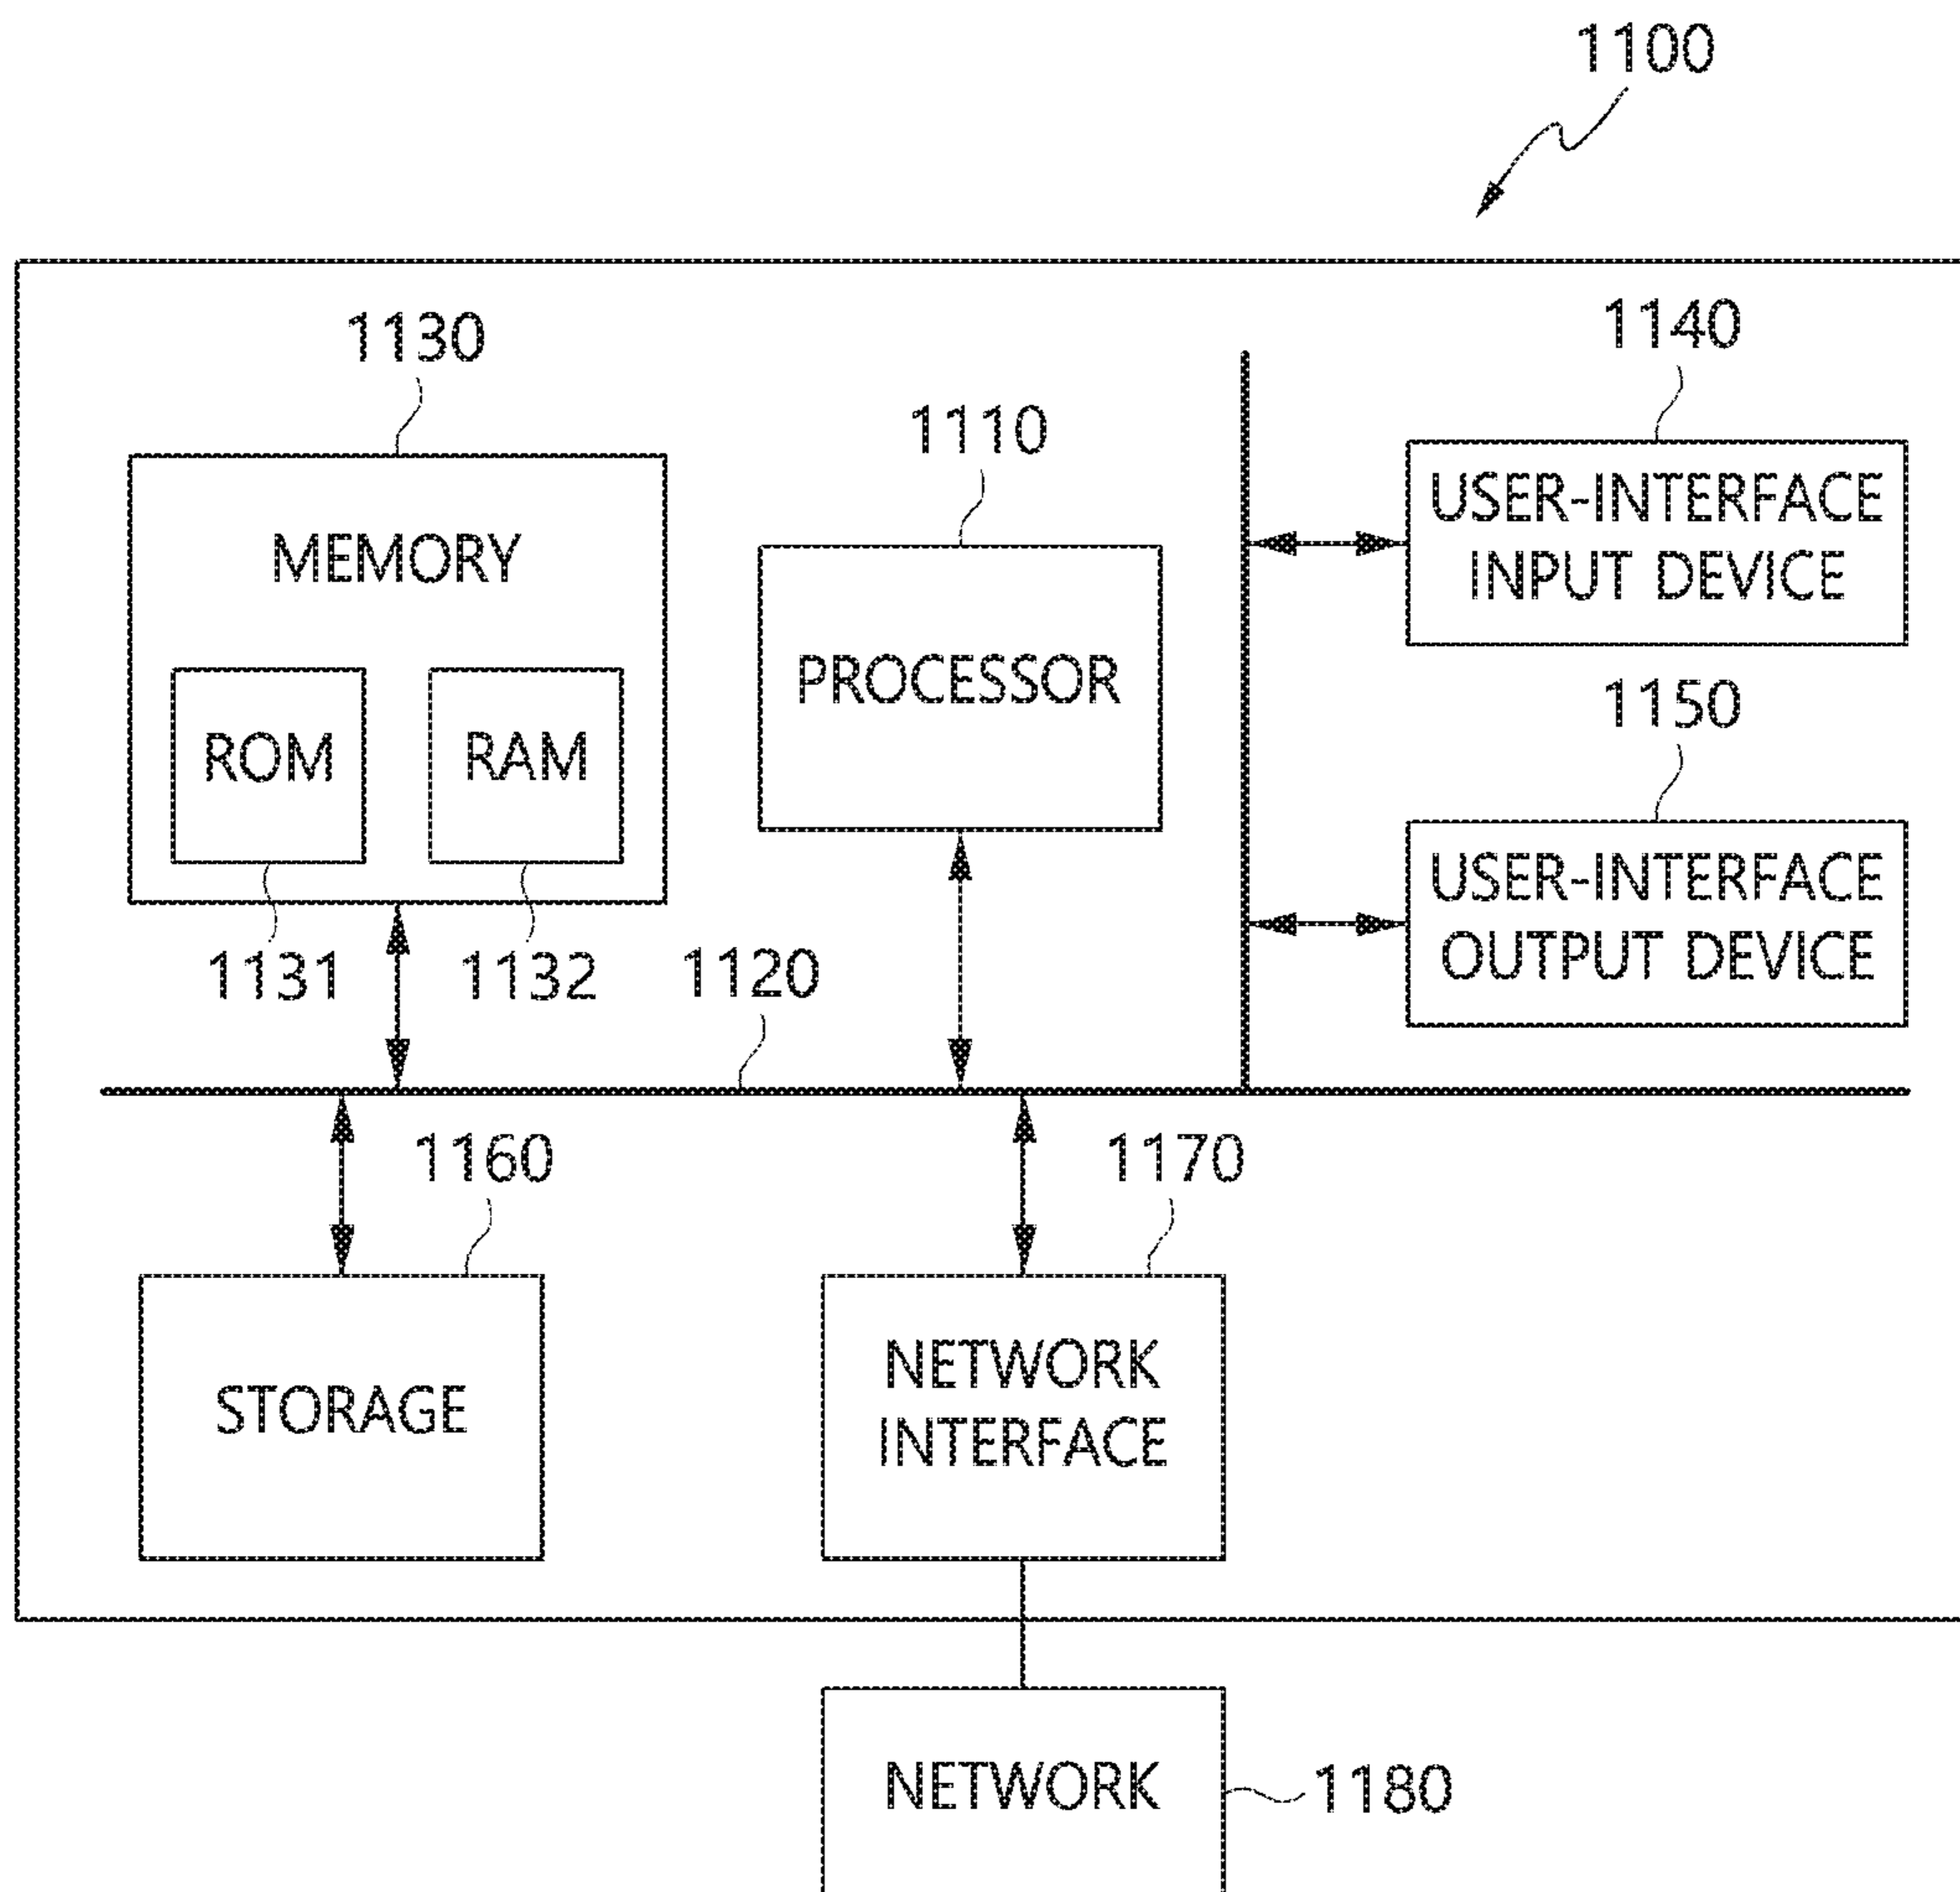 1100
1130
1140
1110
USER-INTERFACE
INPUT DEVICE
MEMORY
PROCESSOR
1150
ROM
RAM
USER-INTERFACE
OUTPUT DEVICE
1131
1132
1120
1160
1170
STORAGE
NETWORK
INTERFACE
NETWORK
1180